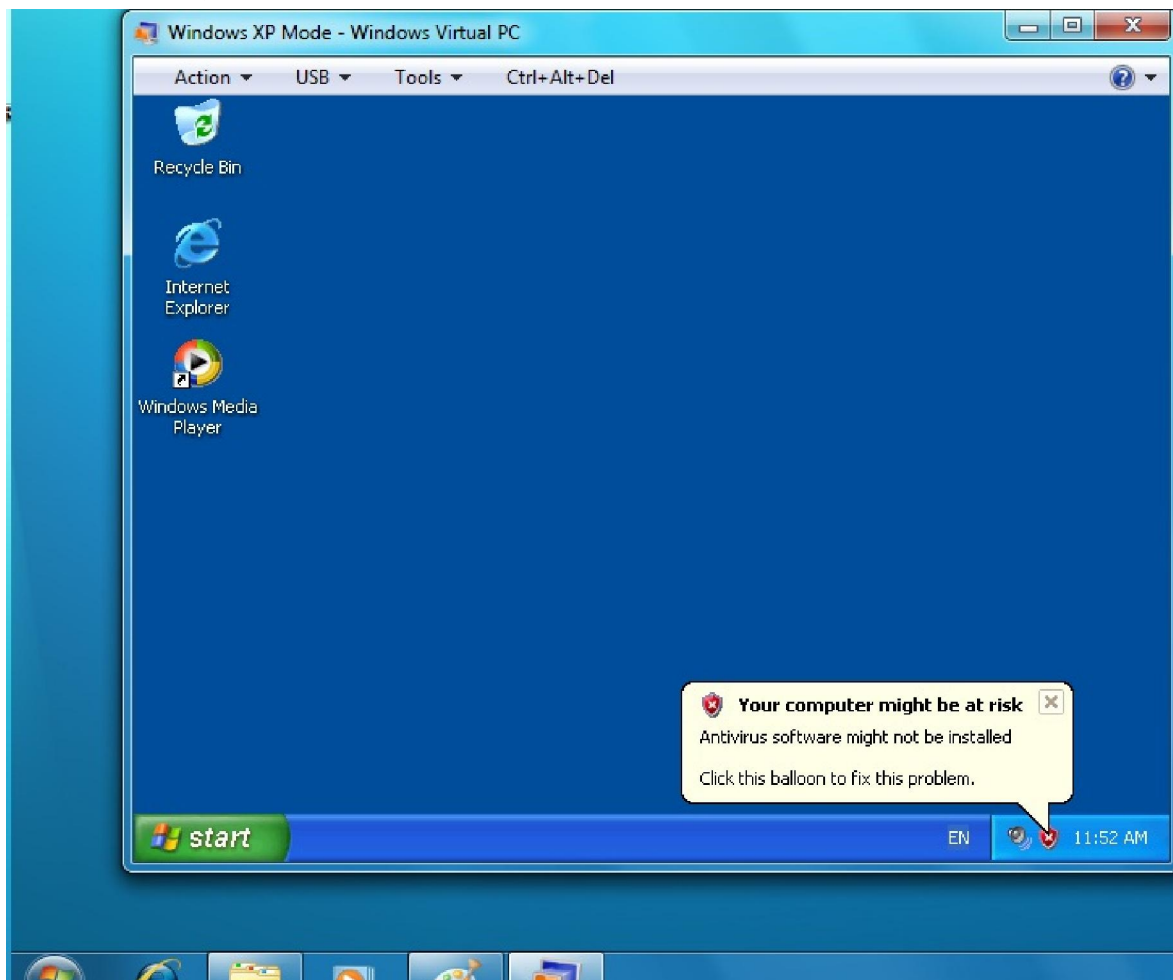 Windows XP Mode - Windows Virtual PC
Action USB Tools Ctrl+Alt+Del
Recycle Bin
Internet
Explorer
Windows Media
Player
Your computer might be at risk
Antivirus software might not be installed
Click this balloon to fix this problem.
start EN 11:52 AM